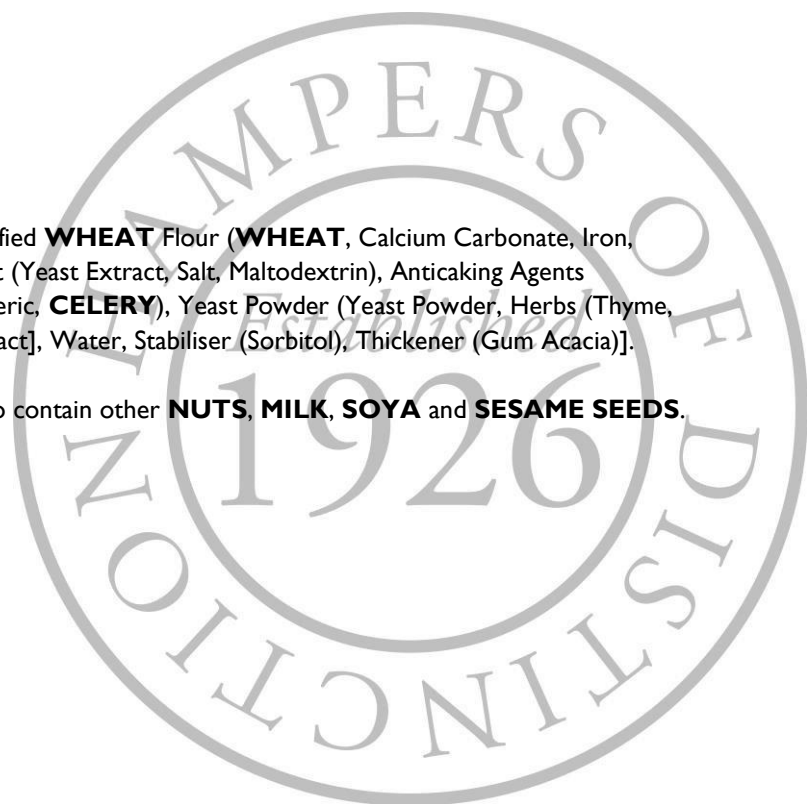 HAMPERS OF DISTINCTION
fied WHEAT Flour (WHEAT, Calcium Carbonate, Iron,
(Yeast Extract, Salt, Maltodextrin), Anticaking Agents
eric, CELERY), Yeast Powder (Yeast Powder, Herbs (Thyme,
act], Water, Stabiliser (Sorbitol), Thickener (Gum Acacia)].
Established
1926
contain other NUTS, MILK, SOYA and SESAME SEEDS.